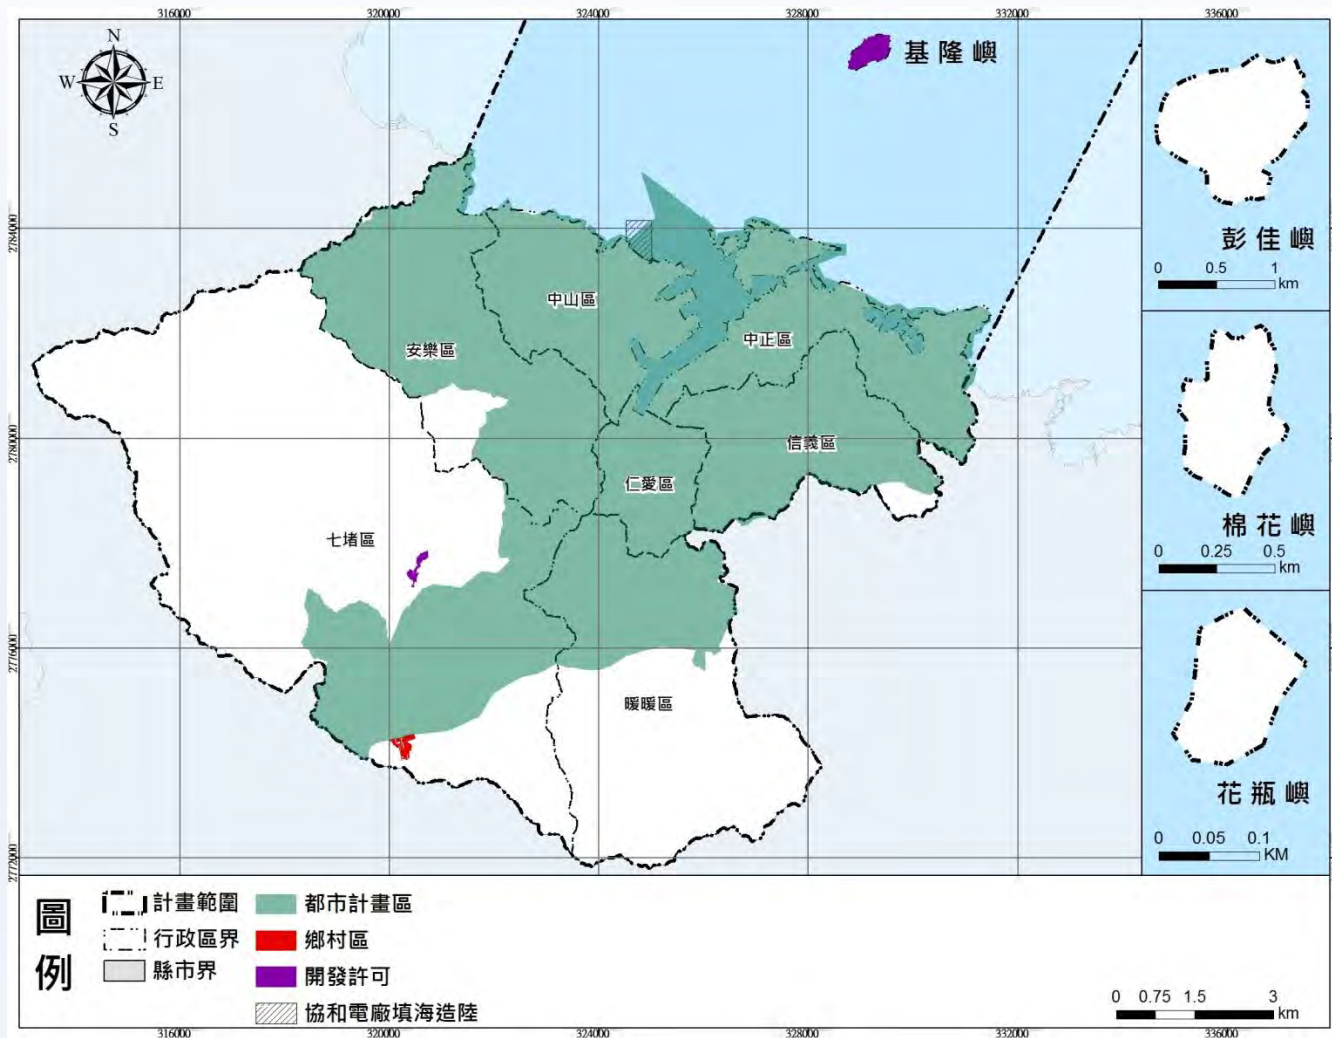 316000
320000
324000
328000
332000
336000
N
W
E
S
基隆嶼
2784000
2780000
2776000
2772000
中山區
中正區
安樂區
信義區
仁愛區
七堵區
暖暖區
彭佳嶼
0 0.5 1
km
棉花嶼
0 0.25 0.5
km
花瓶嶼
0 0.05 0.1
KM
圖例
計畫範圍
行政區界
縣市界
都市計畫區
鄉村區
開發許可
協和電廠填海造陸
0 0.75 1.5 3
km
316000
320000
324000
328000
332000
336000